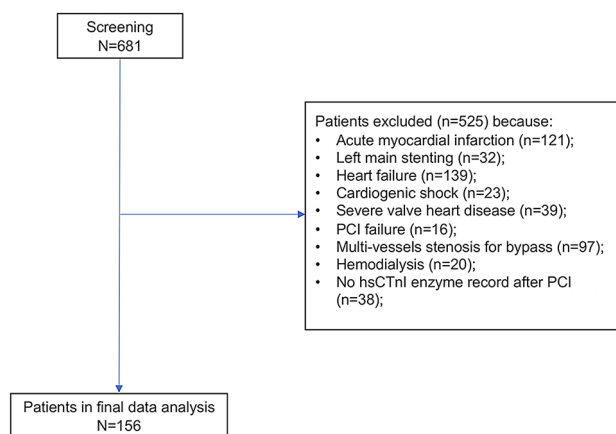 Screening
N=681
Patients excluded (n=525) because:
• Acute myocardial infarction (n=121);
• Left main stenting (n=32);
• Heart failure (n=139);
• Cardiogenic shock (n=23);
• Severe valve heart disease (n=39);
• PCI failure (n=16);
• Multi-vessels stenosis for bypass (n=97);
• Hemodialysis (n=20);
• No hsCTnI enzyme record after PCI
(n=38);
Patients in final data analysis
N=156